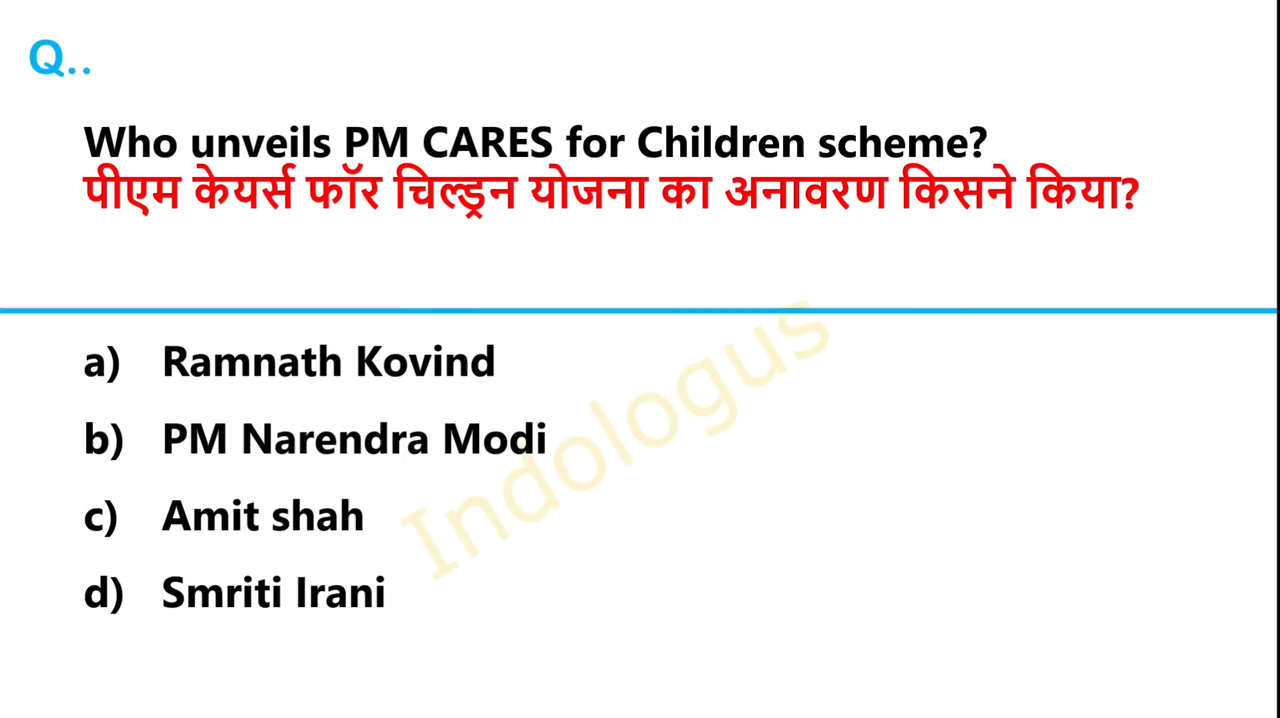 Q..
Who unveils PM CARES for Children scheme?
पीएम केयर्स फॉर चिल्ड्रन योजना का अनावरण किसने किया?
a) Ramnath Kovind
b) PM Narendra Modi
c) Amit shah
d) Smriti Irani
Indologus